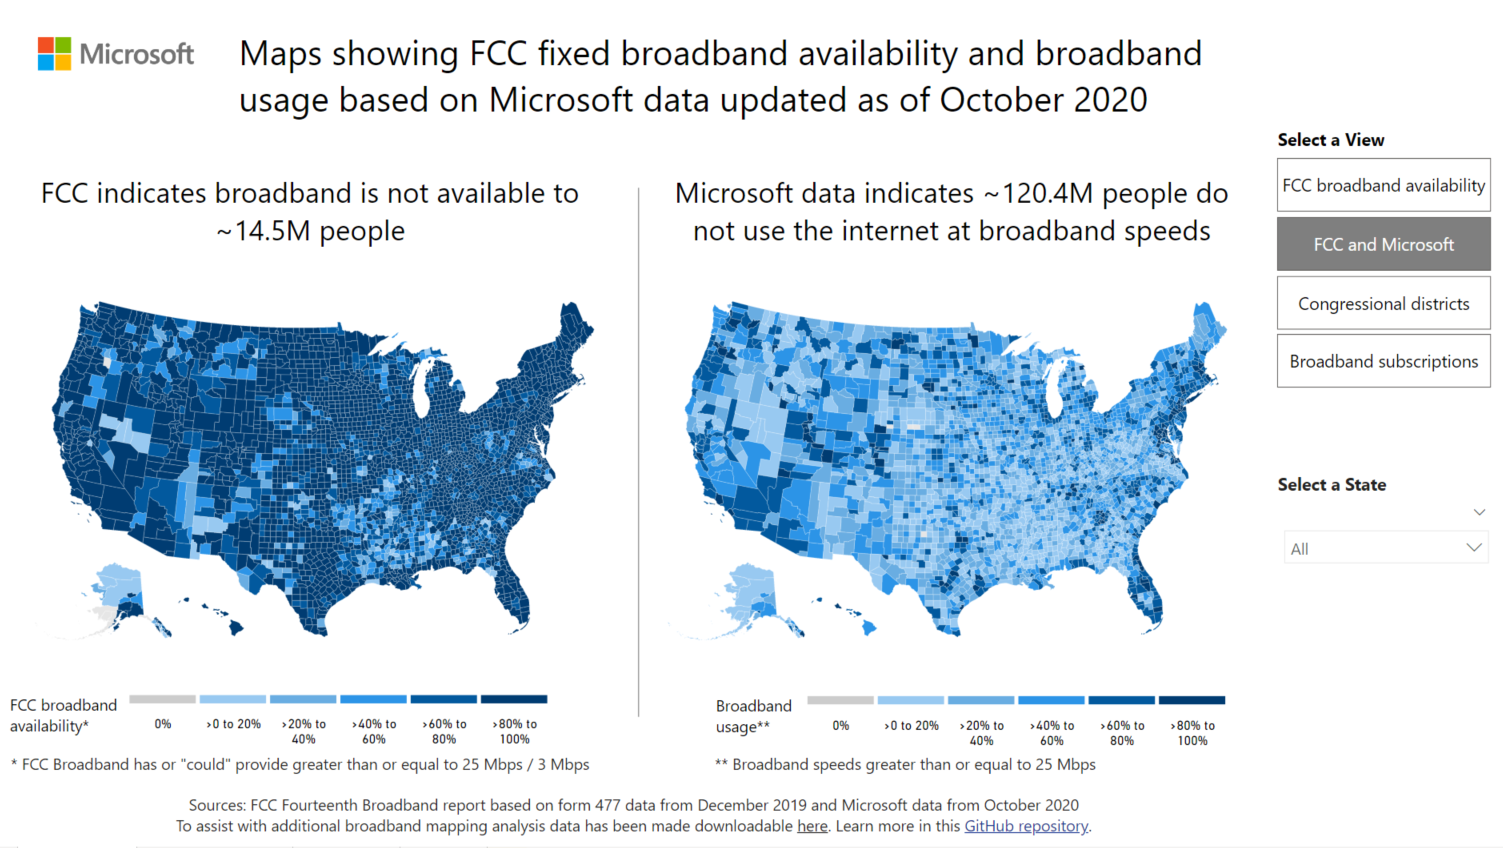 Microsoft
Maps showing FCC fixed broadband availability and broadband
usage based on Microsoft data updated as of October 2020
FCC indicates broadband is not available to
~14.5M people
Microsoft data indicates ~120.4M people do
not use the internet at broadband speeds
Select a View
FCC broadband availability
FCC and Microsoft
Congressional districts
Broadband subscriptions
Select a State
All
FCC broadband
availability*
0%
>0 to 20%
>20% to
40%
>40% to
60%
>60% to
80%
>80% to
100%
* FCC Broadband has or "could" provide greater than or equal to 25 Mbps / 3 Mbps
Broadband
usage**
0%
>0 to 20%
>20% to
40%
>40% to
60%
>60% to
80%
>80% to
100%
** Broadband speeds greater than or equal to 25 Mbps
Sources: FCC Fourteenth Broadband report based on form 477 data from December 2019 and Microsoft data from October 2020
To assist with additional broadband mapping analysis data has been made downloadable here. Learn more in this GitHub repository.